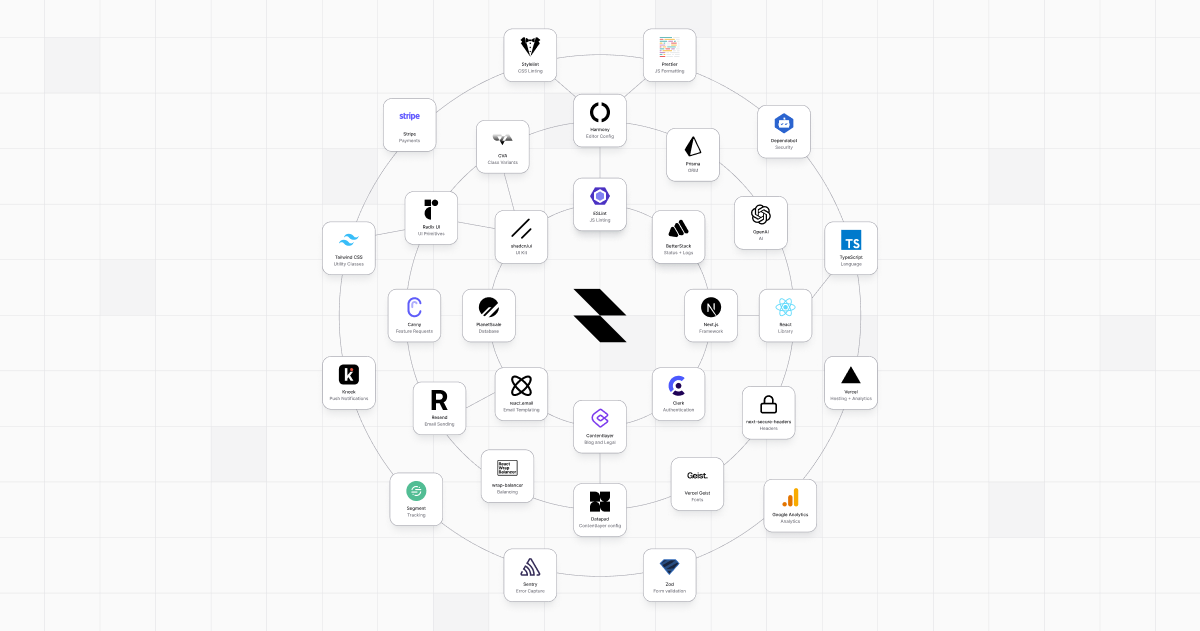 Stylelint
CSS Linting
Prettier
JS Formatting
stripe
Stripe
Payments
Harmony
Editor Config
Dependabot
Security
CVA
Class Variants
Prisma
ORM
ESLint
JS Linting
Radix UI
UI Primitives
OpenAI
AI
shadcn/ui
UI Kit
BetterStack
Status + Logs
Tailwind CSS
Utility Classes
TS
TypeScript
Language
Canny
Feature Requests
PlanetScale
Database
Next.js
Framework
React
Library
Knock
Push Notifications
react.email
Email Templating
Clerk
Authentication
Vercel
Hosting + Analytics
R
Resend
Email Sending
next-secure-headers
Headers
Contentlayer
Blog and Legal
React
Wrap
Balancer
wrap-balancer
Balancing
Geist.
Vercel Geist
Fonts
Segment
Tracking
Google Analytics
Analytics
Datapad
Contentlayer config
Sentry
Error Capture
Zod
Form validation